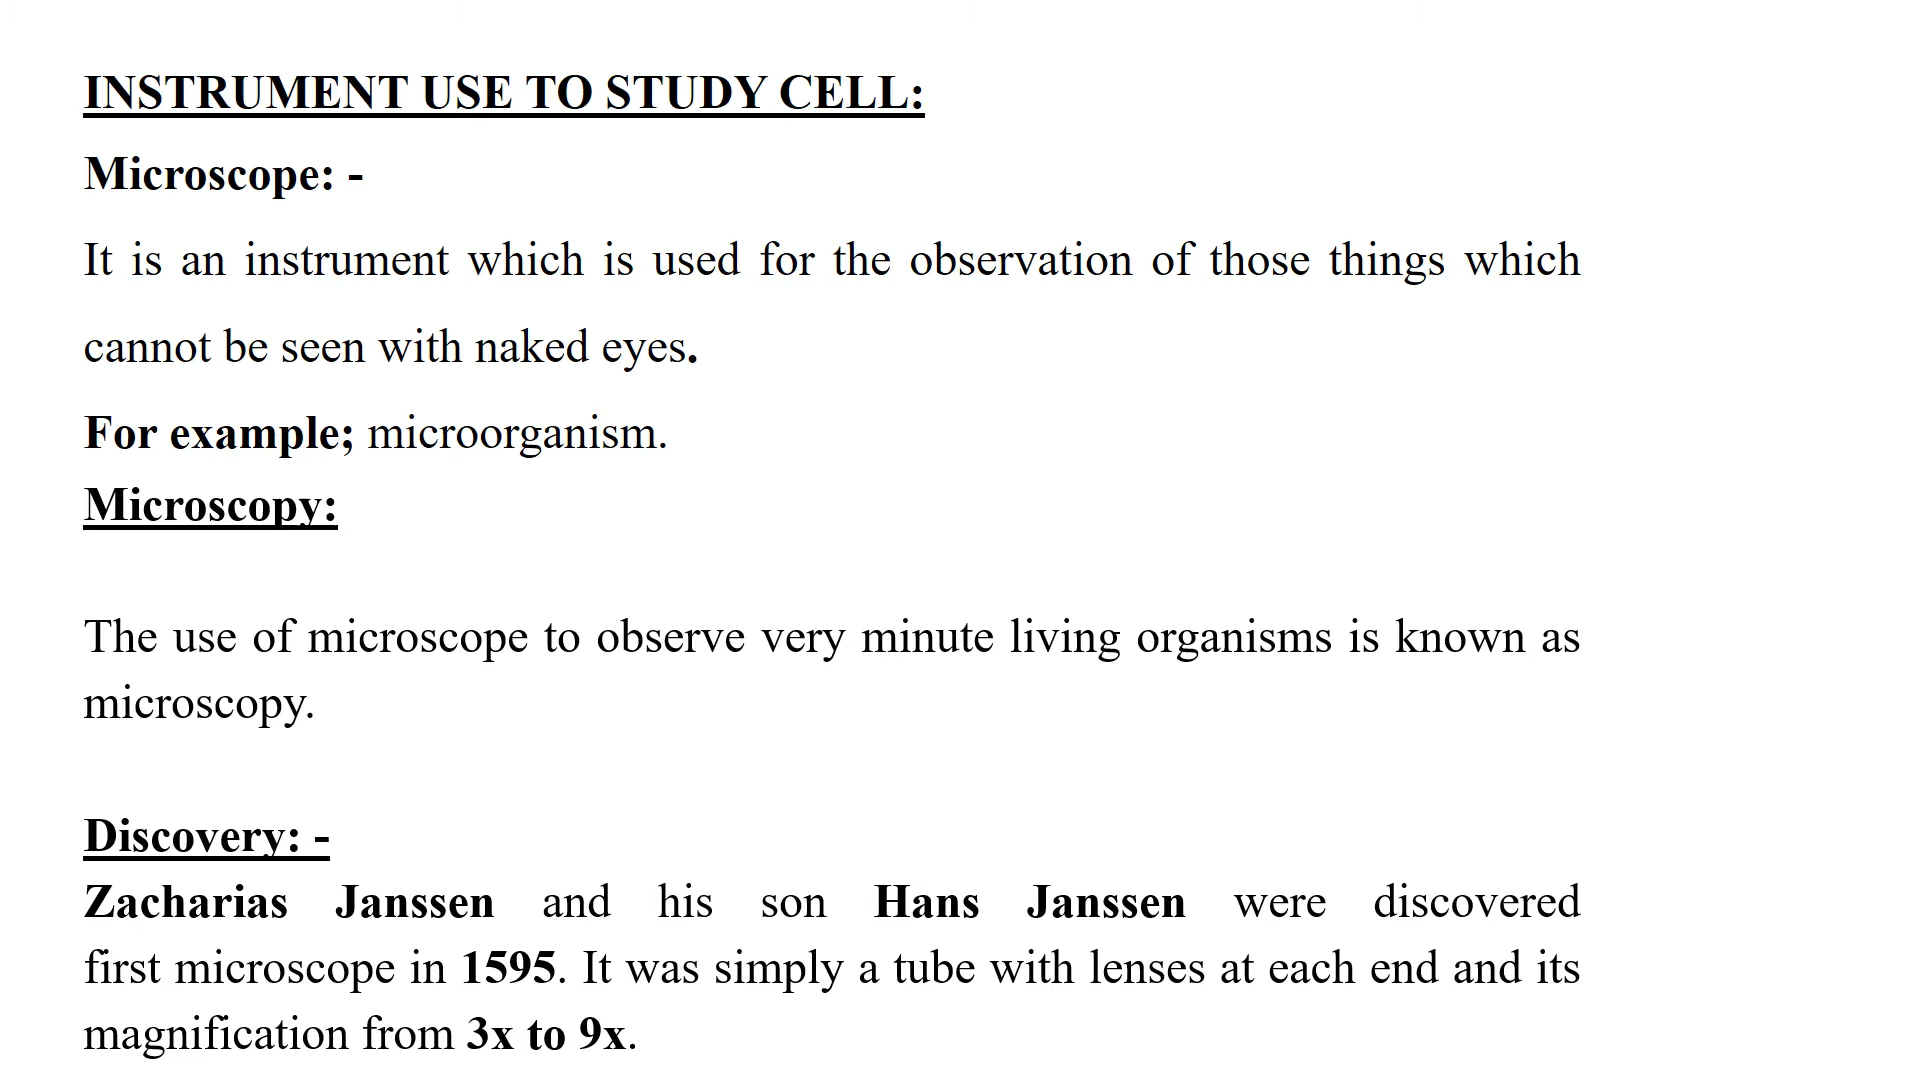 INSTRUMENT USE TO STUDY CELL:
Microscope: -
It is an instrument which is used for the observation of those things which
cannot be seen with naked eyes.
For example; microorganism.
Microscopy:
The use of microscope to observe very minute living organisms is known as
microscopy.
Discovery: -
Zacharias Janssen and his son Hans Janssen were discovered
first microscope in 1595. It was simply a tube with lenses at each end and its
magnification from 3x to 9x.